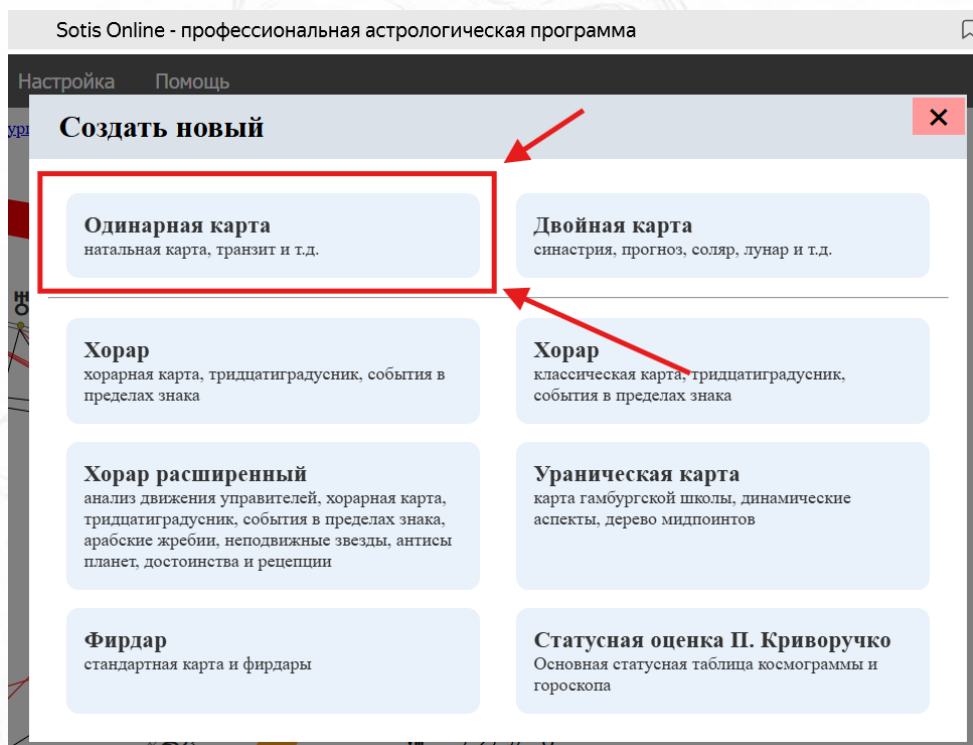 Sotis Online - профессиональная астрологическая программа
Настройка Помощь
Создать новый
Одинарная карта
натальная карта, транзит и т.д.
Двойная карта
синастрия, прогноз, соляр, лунар и т.д.
Хорар
хорарная карта, тридцатиградусник, события в
пределах знака
Хорар
классическая карта, тридцатиградусник,
события в пределах знака
Хорар расширенный
анализ движения управителей, хорарная карта,
тридцатиградусник, события в пределах знака,
арабские жребии, неподвижные звезды, антисы
планет, достоинства и рецепции
Ураническая карта
карта гамбургской школы, динамические
аспекты, дерево мидпоинтов
Фирдар
стандартная карта и фирдары
Статусная оценка П. Криворучко
Основная статусная таблица космограммы и
гороскопа